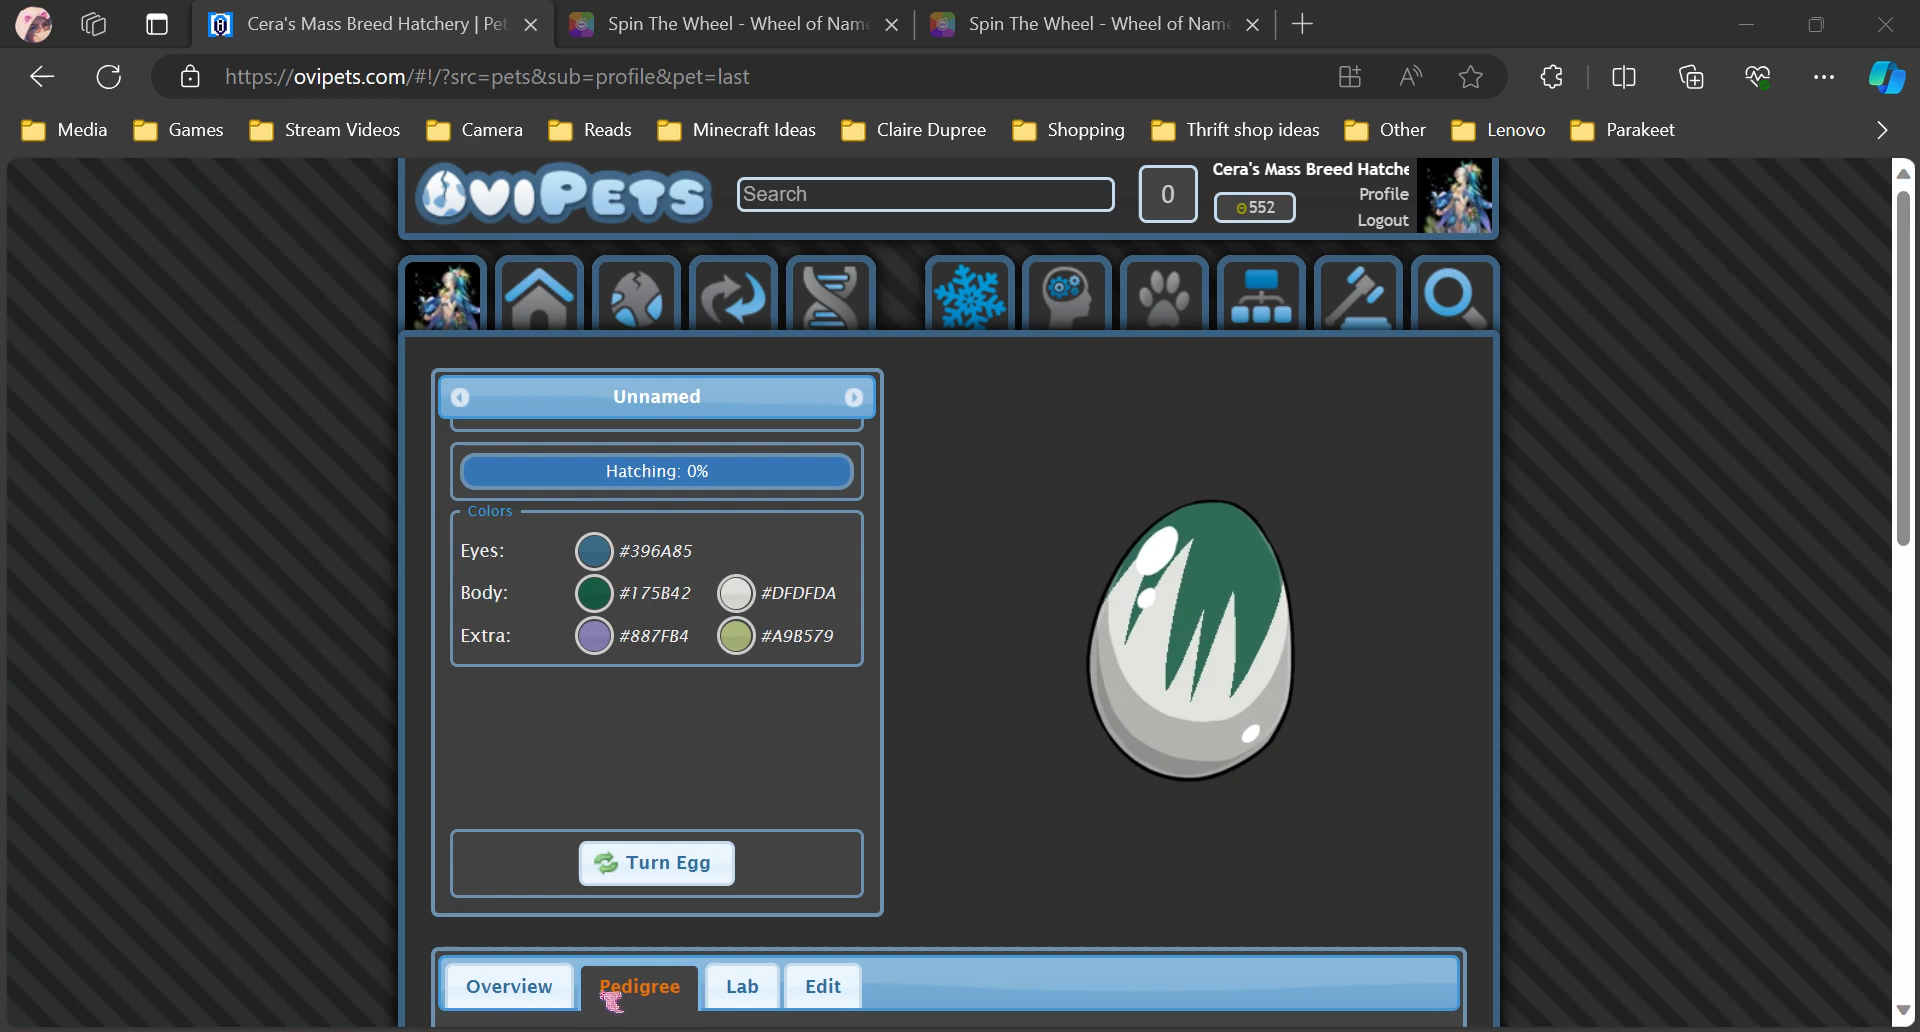 Cera's Mass Breed Hatchery | Pet
Spin The Wheel - Wheel of Name
Spin The Wheel - Wheel of Name
https://ovipets.com/#!/?src=pets&sub=profile&pet=last
Media Games Stream Videos Camera Reads Minecraft Ideas Claire Dupree Shopping Thrift shop ideas Other Lenovo Parakeet
OviPets
Search
0
Cera's Mass Breed Hatche
552
Profile
Logout
Unnamed
Hatching: 0%
Colors
Eyes: #396A85
Body: #175B42 #DFDFDA
Extra: #887FB4 #A9B579
Turn Egg
Overview Pedigree Lab Edit